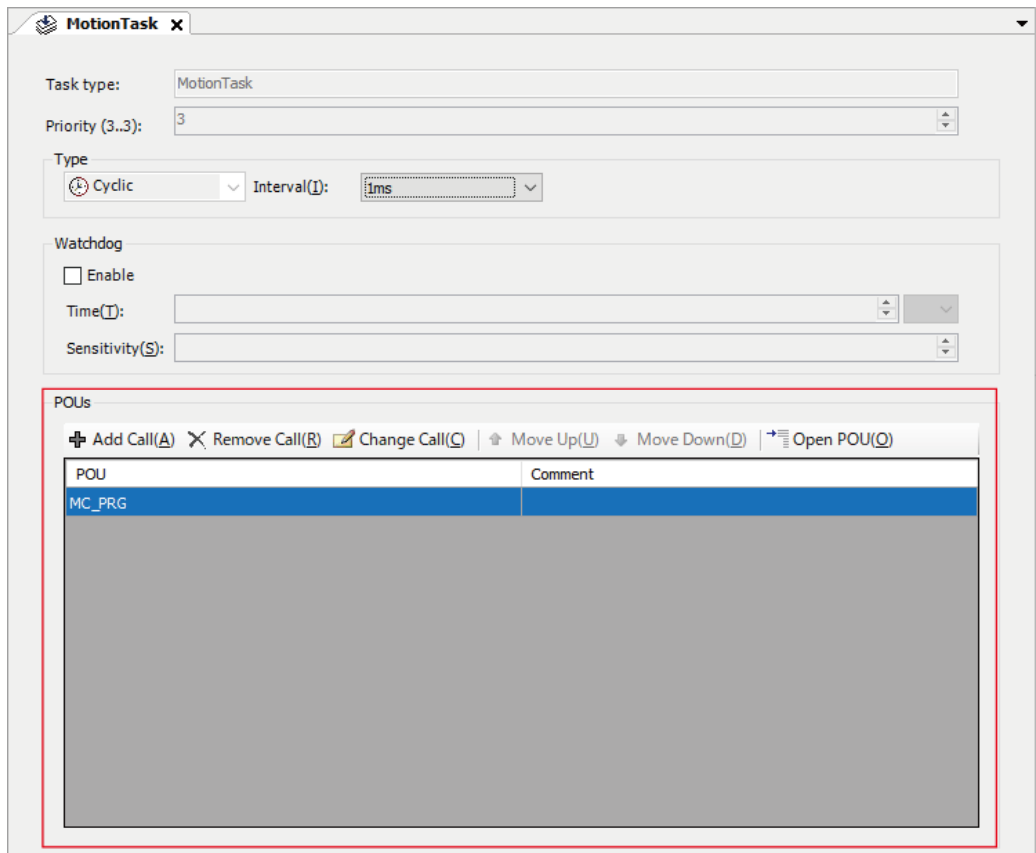 MotionTask
Task type: MotionTask
Priority (3..3): 3
Type
Cyclic Interval(I): 1ms
Watchdog
Enable
Time(T):
Sensitivity(S):
POUs
Add Call(A) Remove Call(R) Change Call(C) Move Up(U) Move Down(D) Open POU(O)
POU Comment
MC_PRG